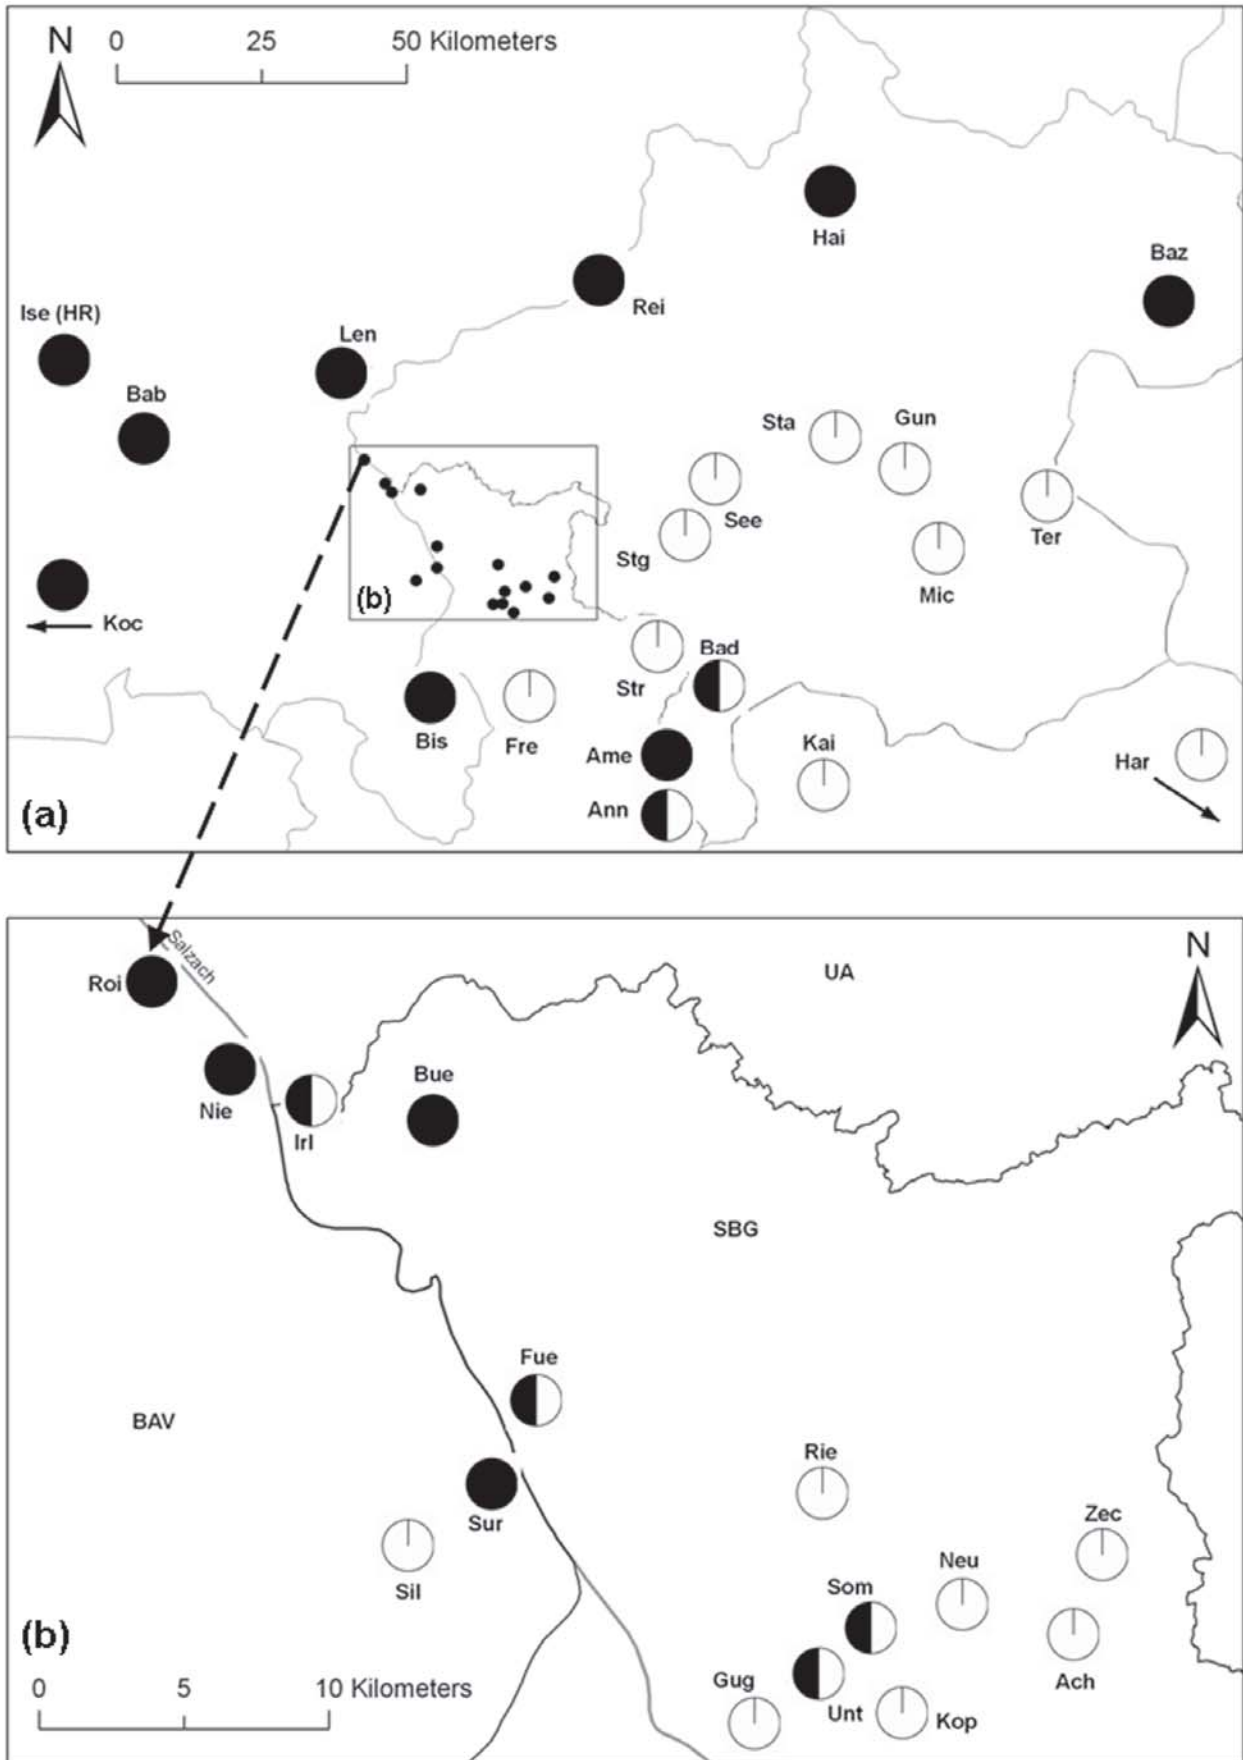 N 0 25 50 Kilometers
Hai
Baz
Rei
Ise (HR)
Len
Bab
Sta Gun
See
Ter
Stg
Mic
(b)
Koc
Bad
Str
Bis Fre
Kai
Ame
Har
Ann
(a)
Salzach
N
UA
Roi
Bue
Nie
Irl
SBG
Fue
BAV
Rie
Zec
Sur
Neu
Som
Sil
(b)
Ach
Gug
0 5 10 Kilometers
Unt
Kop